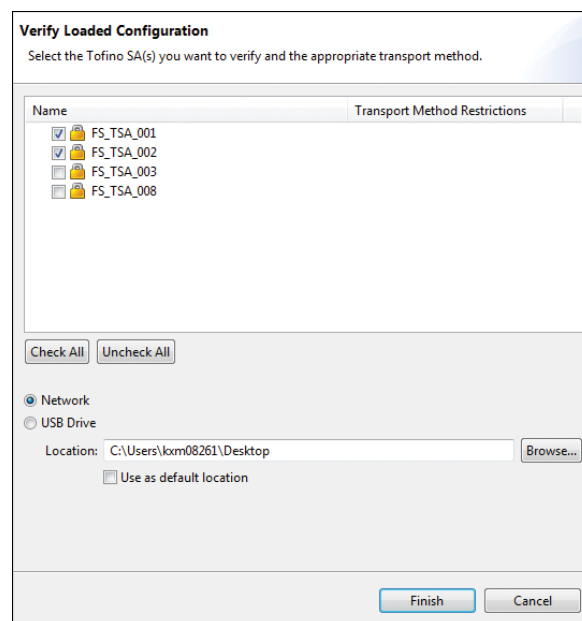 Verify Loaded Configuration
Select the Tofino SA(s) you want to verify and the appropriate transport method.
Name Transport Method Restrictions
FS_TSA_001
FS_TSA_002
FS_TSA_003
FS_TSA_008
Check All Uncheck All
Network
USB Drive
Location: C:\Users\kxm08261\Desktop Browse...
Use as default location
Finish Cancel